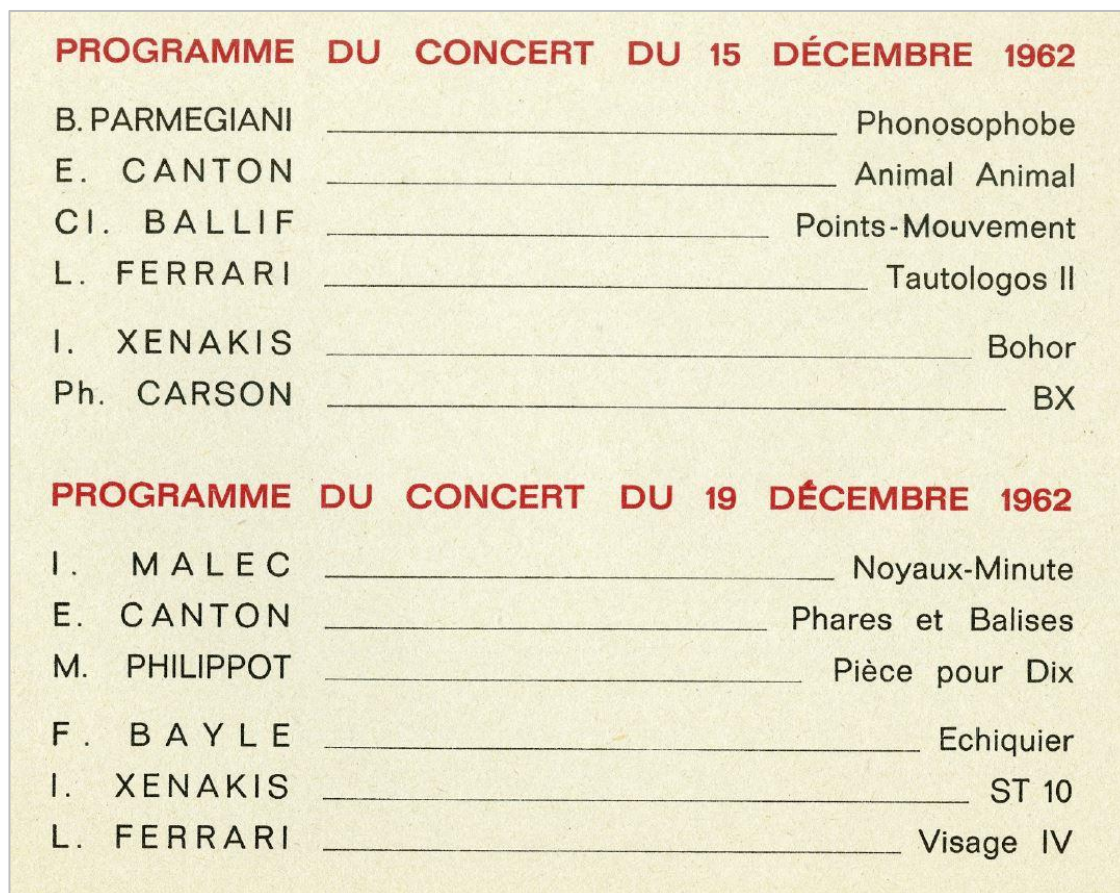 PROGRAMME DU CONCERT DU 15 DÉCEMBRE 1962
B. PARMEGIANI Phonosophobe
E. CANTON Animal Animal
Cl. BALLIF Points-Mouvement
L. FERRARI Tautologos II
I. XENAKIS Bohor
Ph. CARSON BX
PROGRAMME DU CONCERT DU 19 DÉCEMBRE 1962
I. MALEC Noyaux-Minute
E. CANTON Phares et Balises
M. PHILIPPOT Pièce pour Dix
F. BAYLE Echiquier
I. XENAKIS ST 10
L. FERRARI Visage IV